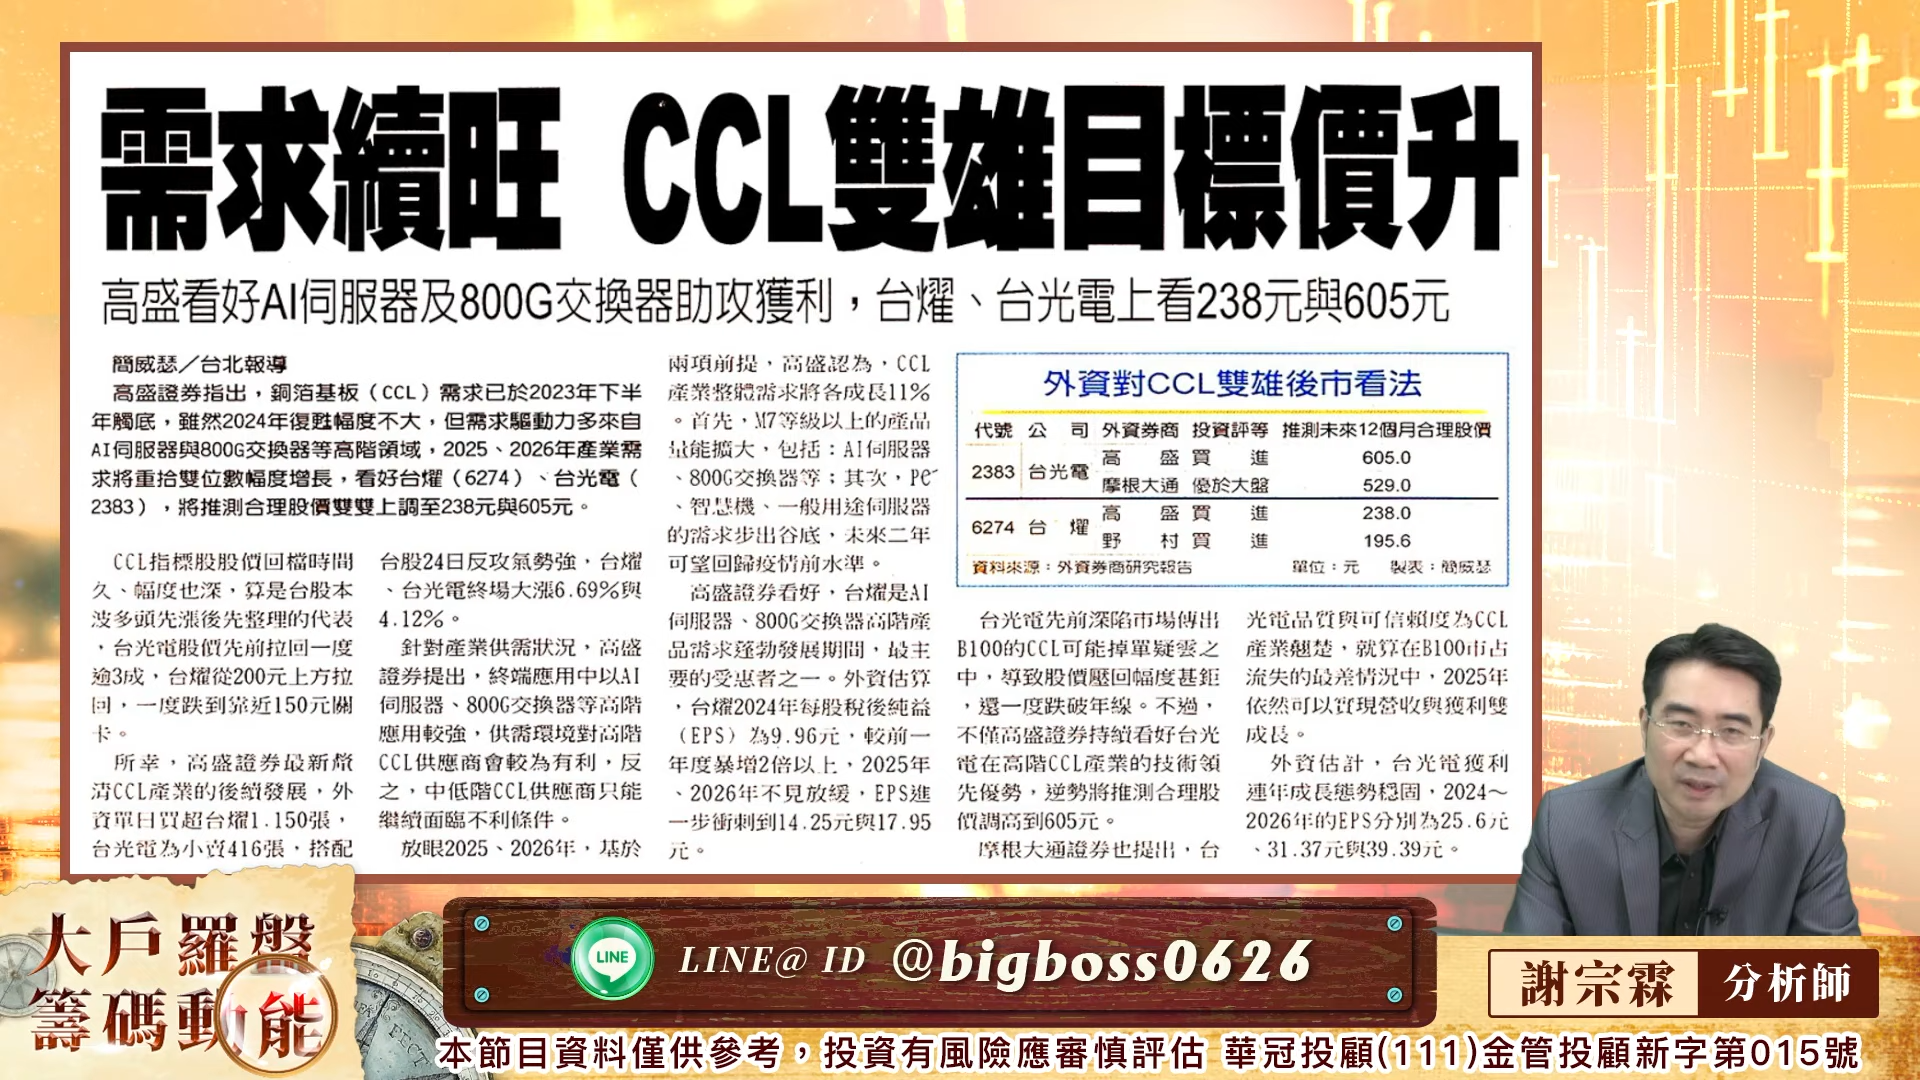 需求續旺 CCL雙雄目標價升
高盛看好AI伺服器及800G交換器助攻獲利，台燿、台光電上看238元與605元
簡威瑟／台北報導
高盛證券指出，銅箔基板（CCL）需求已於2023年下半
年觸底，雖然2024年復甦幅度不大，但需求驅動力多來自
AI伺服器與800G交換器等高階領域，2025、2026年產業需
求將重拾雙位數幅度增長，看好台燿（6274）、台光電（
2383），將推測合理股價雙雙上調至238元與605元。
CCL指標股股價回檔時間
久、幅度也深，算是台股本
波多頭先漲後先整理的代表
，台光電股價先前拉回一度
逾3成，台燿從200元上方拉
回，一度跌到靠近150元關
卡。
所幸，高盛證券最新釐
清CCL產業的後續發展，外
資單日買超台燿1,150張，
台光電為小賣416張，搭配
台股24日反攻氣勢強，台燿
、台光電終場大漲6.69%與
4.12%。
針對產業供需狀況，高盛
證券提出，終端應用中以AI
伺服器、800G交換器等高階
應用較強，供需環境對高階
CCL供應商會較為有利，反
之，中低階CCL供應商只能
繼續面臨不利條件。
放眼2025、2026年，基於
兩項前提，高盛認為，CCL
產業整體需求將各成長11%
。首先，M7等級以上的產品
量能擴大，包括：AI伺服器
、800G交換器等；其次，PC
、智慧機、一般用途伺服器
的需求步出谷底，未來二年
可望回歸疫情前水準。
高盛證券看好，台燿是AI
伺服器、800G交換器高階產
品需求蓬勃發展期間，最主
要的受惠者之一。外資估算
，台燿2024年每股稅後純益
（EPS）為9.96元，較前一
年度暴增2倍以上，2025年
、2026年不見放緩，EPS進
一步衝刺到14.25元與17.95
元。
外資對CCL雙雄後市看法
代號 公司 外資券商 投資評等 推測未來12個月合理股價
2383 台光電 高盛 買進 605.0
摩根大通 優於大盤 529.0
6274 台燿 高盛 買進 238.0
野村 買進 195.6
資料來源：外資券商研究報告 單位：元 製表：簡威瑟
台光電先前深陷市場傳出
B100的CCL可能掉單疑雲之
中，導致股價壓回幅度甚鉅
，還一度跌破年線。不過，
不僅高盛證券持續看好台光
電在高階CCL產業的技術領
先優勢，逆勢將推測合理股
價調高到605元。
摩根大通證券也提出，台
光電品質與可信賴度為CCL
產業翹楚，就算在B100市占
流失的最差情況中，2025年
依然可以實現營收與獲利雙
成長。
外資估計，台光電獲利
連年成長態勢穩固，2024～
2026年的EPS分別為25.6元
、31.37元與39.39元。
大戶羅盤
籌碼動能
LINE
LINE@ ID @bigboss0626
謝宗霖 分析師
本節目資料僅供參考，投資有風險應審慎評估 華冠投顧(111)金管投顧新字第015號